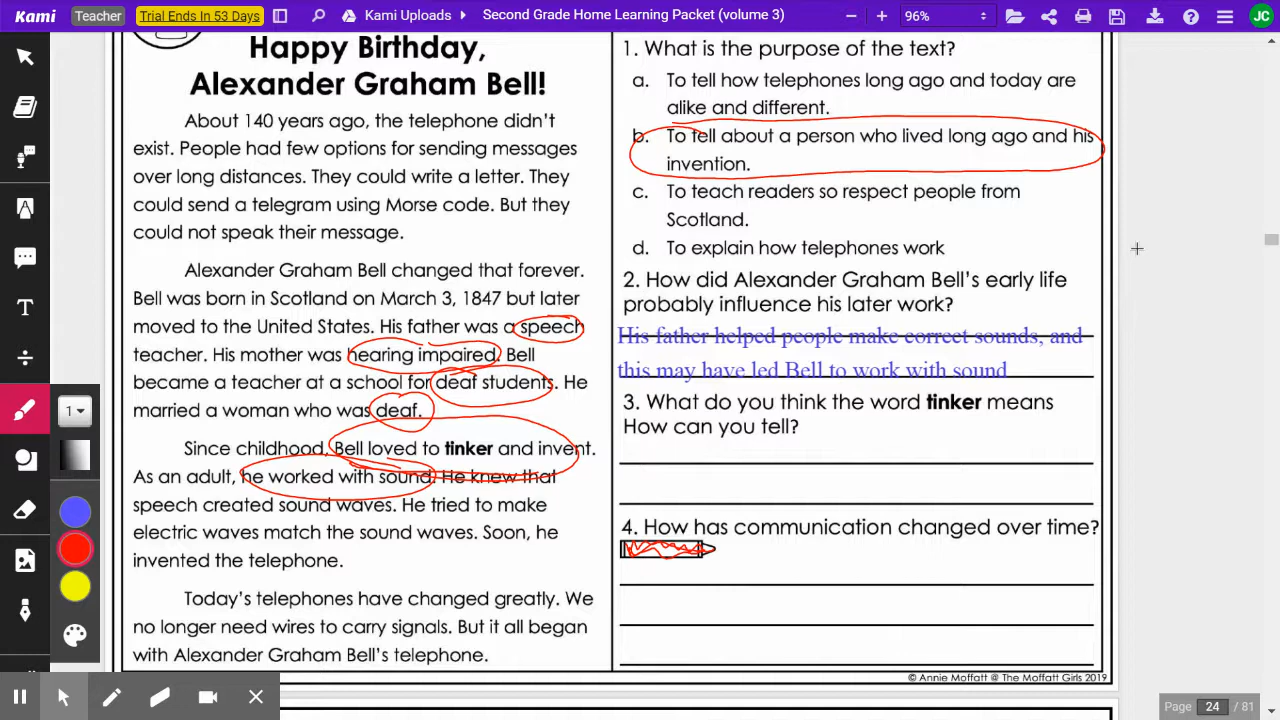 Kami Teacher Trial Ends In 53 Days Kami Uploads > Second Grade Home Learning Packet (volume 3) 96% JC
Happy Birthday,
Alexander Graham Bell!
About 140 years ago, the telephone didn't
exist. People had few options for sending messages
over long distances. They could write a letter. They
could send a telegram using Morse code. But they
could not speak their message.
Alexander Graham Bell changed that forever.
Bell was born in Scotland on March 3, 1847 but later
moved to the United States. His father was a speech
teacher. His mother was hearing impaired. Bell
became a teacher at a school for deaf students. He
married a woman who was deaf.
Since childhood, Bell loved to tinker and invent.
As an adult, he worked with sound. He knew that
speech created sound waves. He tried to make
electric waves match the sound waves. Soon, he
invented the telephone.
Today's telephones have changed greatly. We
no longer need wires to carry signals. But it all began
with Alexander Graham Bell's telephone.
1. What is the purpose of the text?
a. To tell how telephones long ago and today are
alike and different.
b. To tell about a person who lived long ago and his
invention.
c. To teach readers so respect people from
Scotland.
d. To explain how telephones work
2. How did Alexander Graham Bell's early life
probably influence his later work?
His father helped people make correct sounds, and
this may have led Bell to work with sound
3. What do you think the word tinker means
How can you tell?
4. How has communication changed over time?
© Annie Moffatt @ The Moffatt Girls 2019
1
Page 24 / 81